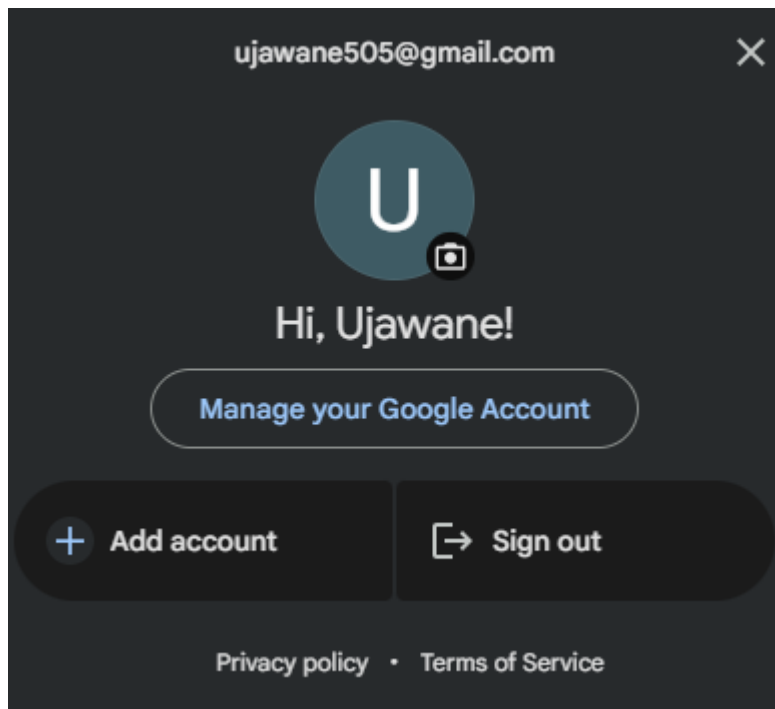 ujawane505@gmail.com
U
Hi, Ujawane!
Manage your Google Account
Add account
Sign out
Privacy policy • Terms of Service